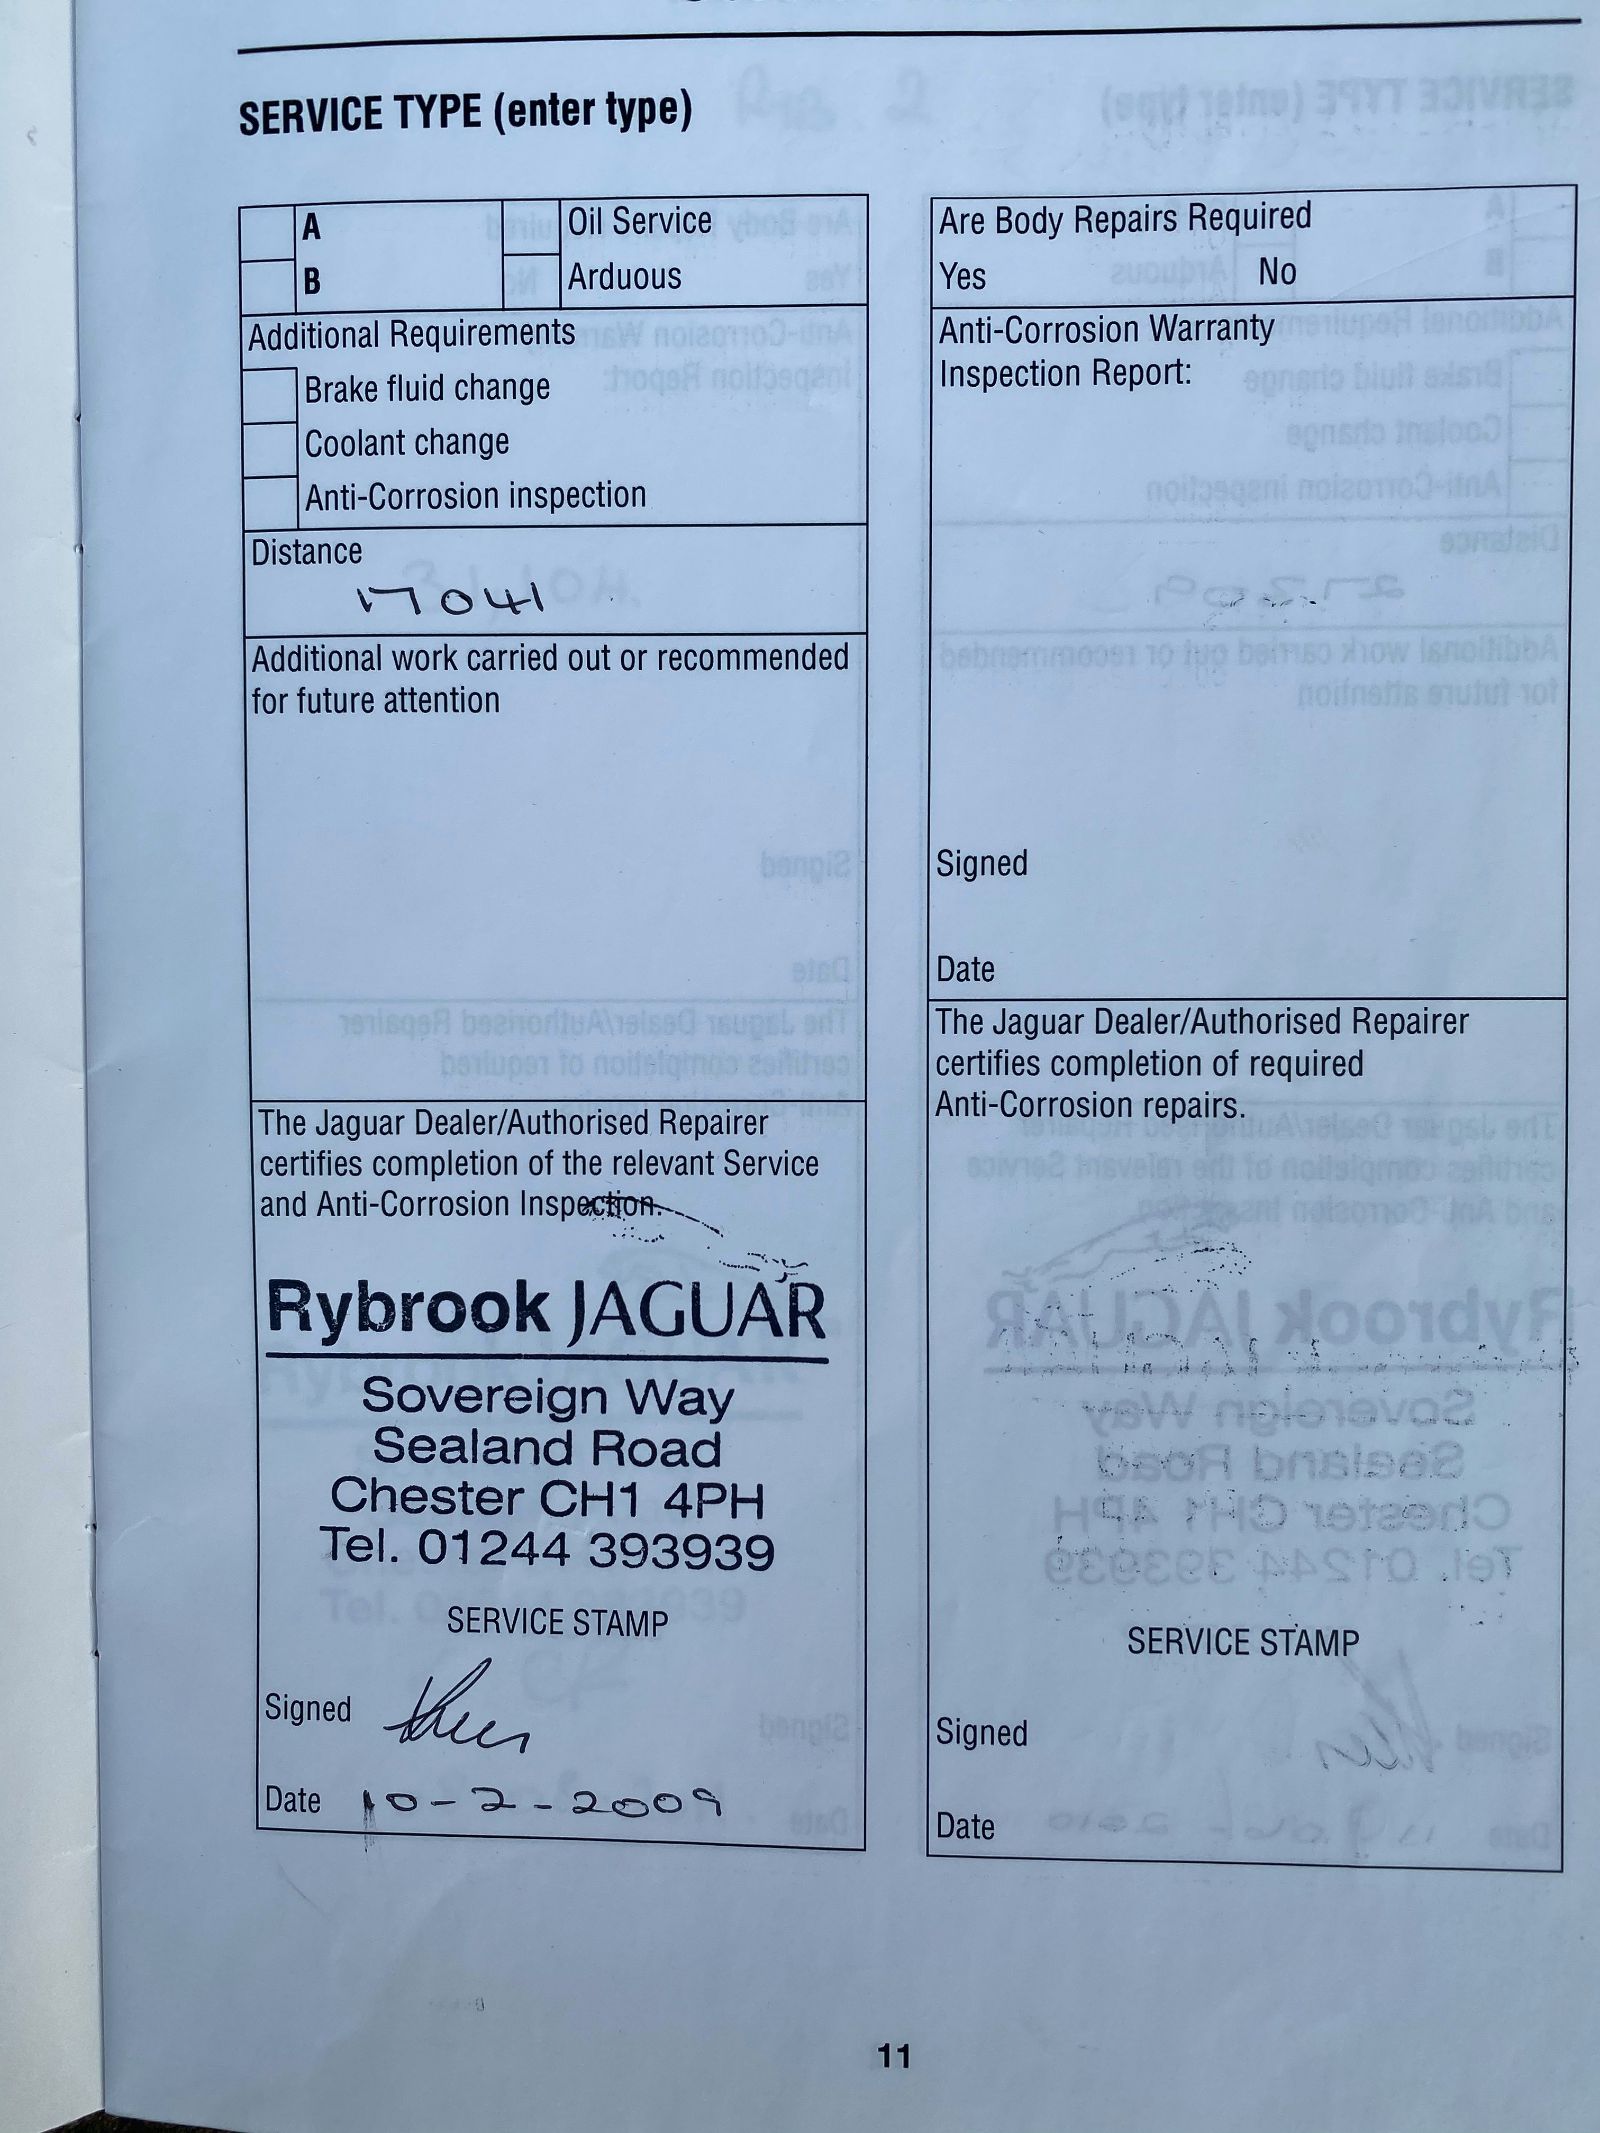 SERVICE TYPE (enter type)
A
Oil Service
B
Arduous
Additional Requirements
Brake fluid change
Coolant change
Anti-Corrosion inspection
Distance
17041
Additional work carried out or recommended
for future attention
The Jaguar Dealer/Authorised Repairer
certifies completion of the relevant Service
and Anti-Corrosion Inspection.
Rybrook JAGUAR
Sovereign Way
Sealand Road
Chester CH1 4PH
Tel. 01244 393939
SERVICE STAMP
Signed
Date 10-2-2009
Are Body Repairs Required
Yes No
Anti-Corrosion Warranty
Inspection Report:
Signed
Date
The Jaguar Dealer/Authorised Repairer
certifies completion of required
Anti-Corrosion repairs.
SERVICE STAMP
Signed
Date
11